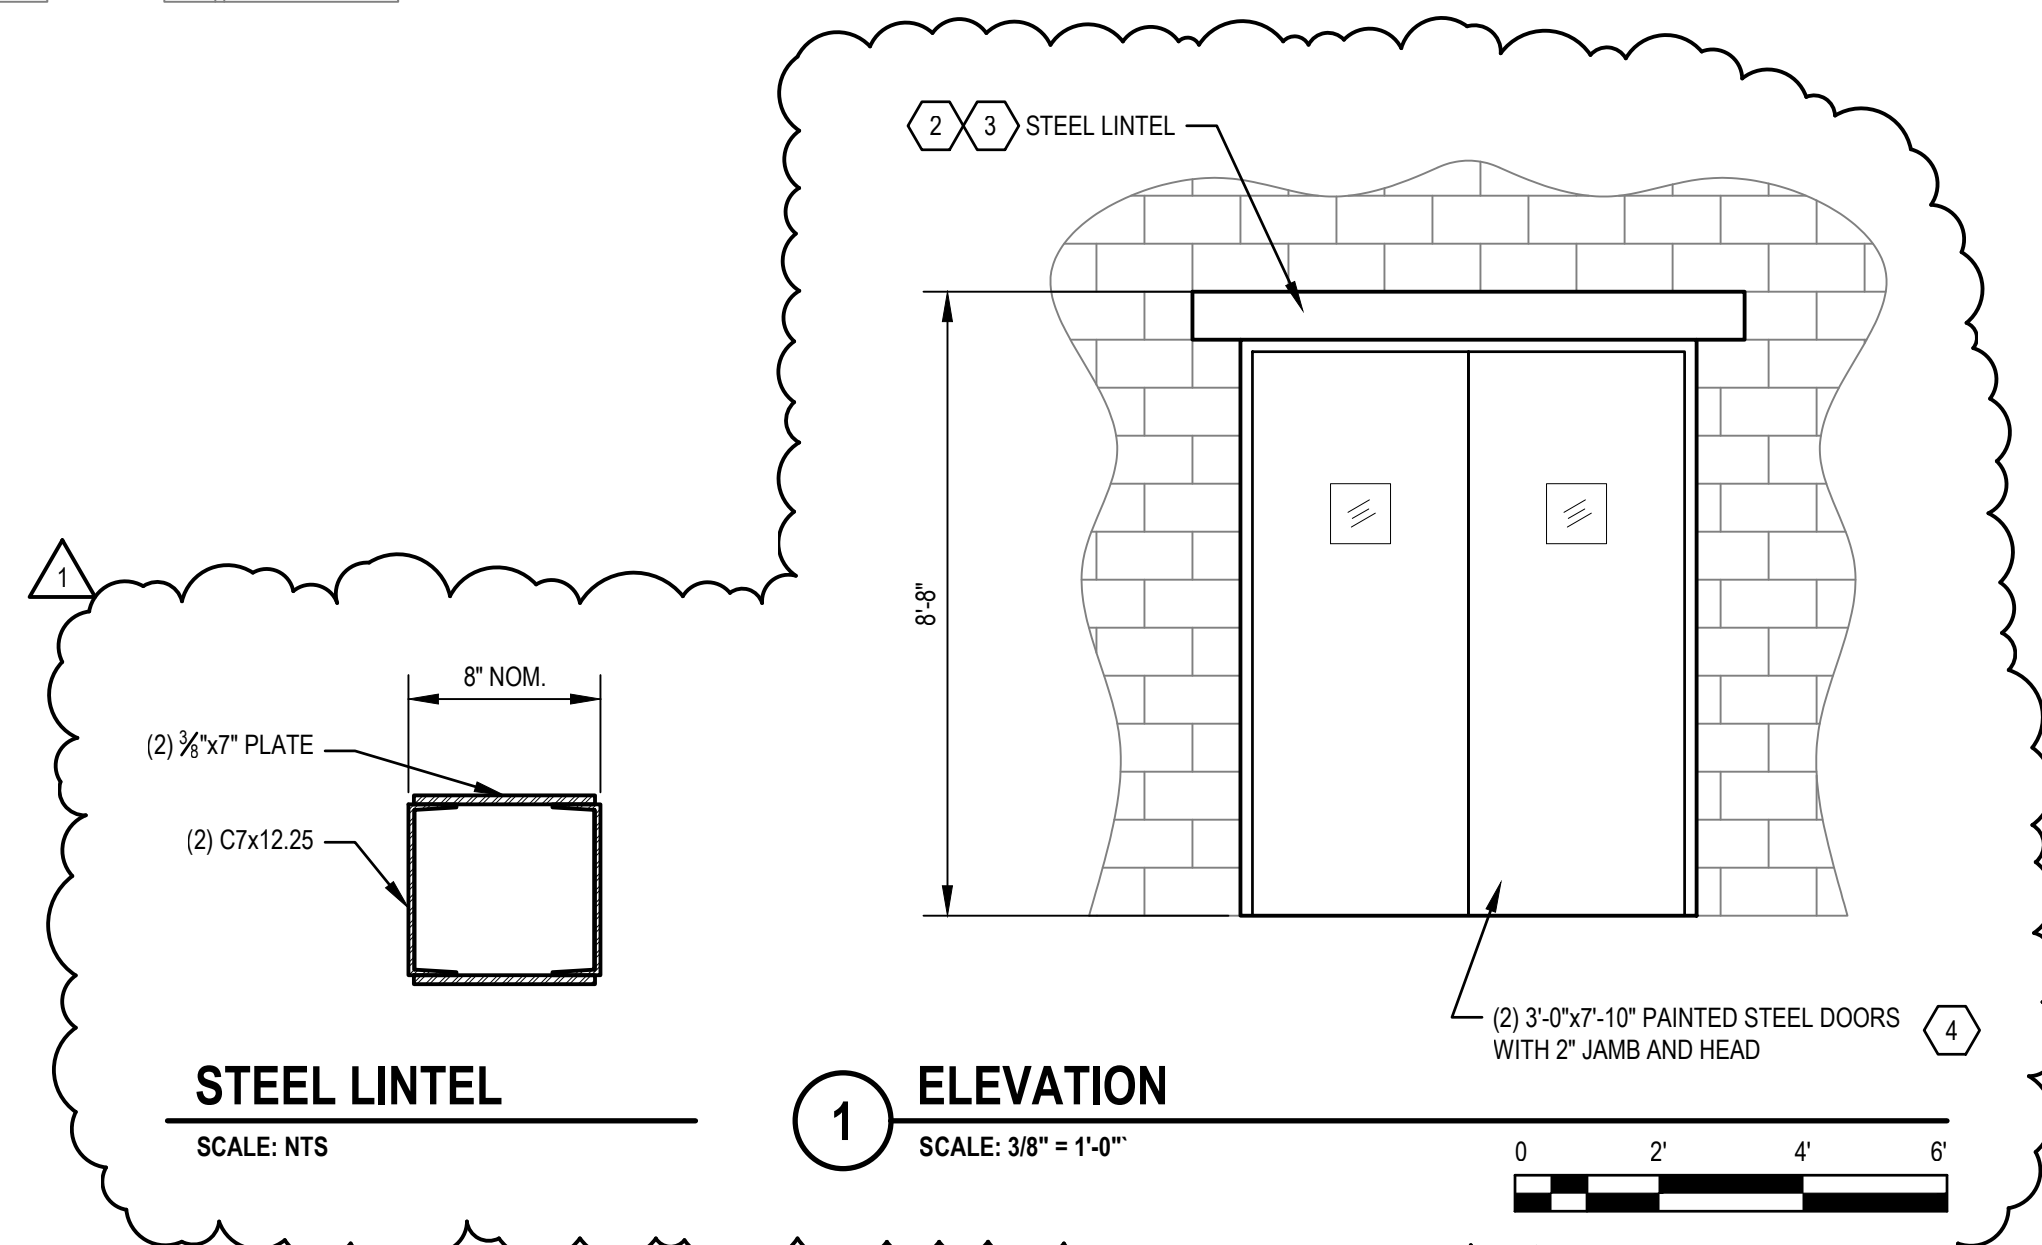 2 3 STEEL LINTEL
8'-8"
1
8" NOM.
(2) 3/8"x7" PLATE
(2) C7x12.25
(2) 3'-0"x7'-10" PAINTED STEEL DOORS
WITH 2" JAMB AND HEAD
4
STEEL LINTEL
SCALE: NTS
1 ELEVATION
SCALE: 3/8" = 1'-0"`
0 2' 4' 6'